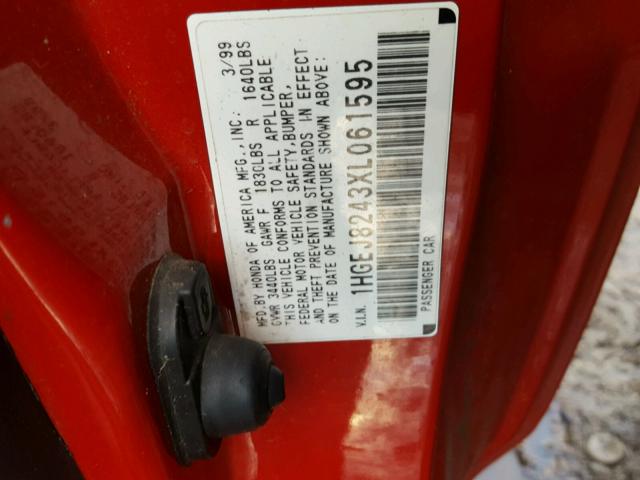 MFD.BY HONDA OF AMERICA MFG.,INC. 3/99
GVWR 3440LBS GAWR F 1830LBS R 1640LBS
THIS VEHICLE CONFORMS TO ALL APPLICABLE
FEDERAL MOTOR VEHICLE SAFETY,BUMPER,
AND THEFT PREVENTION STANDARDS IN EFFECT
ON THE DATE OF MANUFACTURE SHOWN ABOVE.
V.I.N. 1HGEJ8243XL061595
PASSENGER CAR